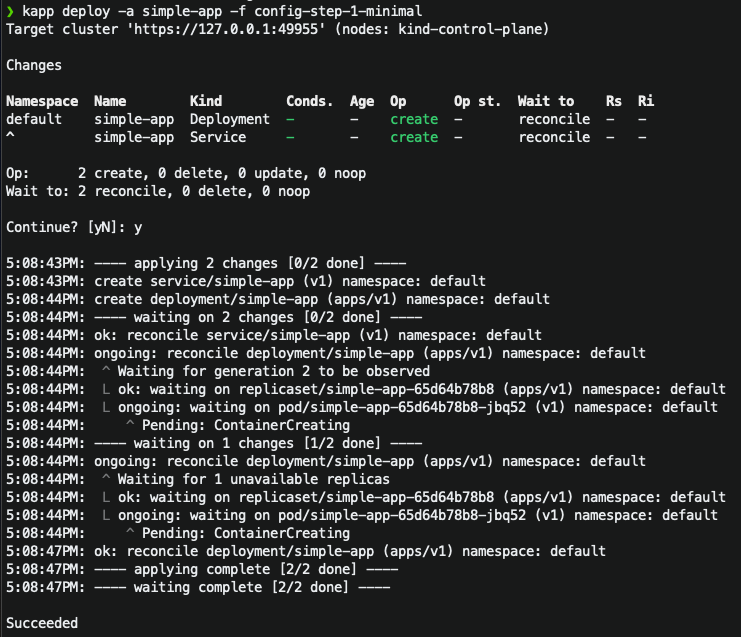 ❯ kapp deploy -a simple-app -f config-step-1-minimal
Target cluster 'https://127.0.0.1:49955' (nodes: kind-control-plane)

Changes

Namespace  Name        Kind        Conds.  Age  Op      Op st.  Wait to    Rs  Ri
default    simple-app  Deployment  -       -    create  -       reconcile  -   -
^          simple-app  Service     -       -    create  -       reconcile  -   -

Op:      2 create, 0 delete, 0 update, 0 noop
Wait to: 2 reconcile, 0 delete, 0 noop

Continue? [yN]: y

5:08:43PM: ---- applying 2 changes [0/2 done] ----
5:08:43PM: create service/simple-app (v1) namespace: default
5:08:44PM: create deployment/simple-app (apps/v1) namespace: default
5:08:44PM: ---- waiting on 2 changes [0/2 done] ----
5:08:44PM: ok: reconcile service/simple-app (v1) namespace: default
5:08:44PM: ongoing: reconcile deployment/simple-app (apps/v1) namespace: default
5:08:44PM:  ^ Waiting for generation 2 to be observed
5:08:44PM:  L ok: waiting on replicaset/simple-app-65d64b78b8 (apps/v1) namespace: default
5:08:44PM:  L ongoing: waiting on pod/simple-app-65d64b78b8-jbq52 (v1) namespace: default
5:08:44PM:     ^ Pending: ContainerCreating
5:08:44PM: ---- waiting on 1 changes [1/2 done] ----
5:08:44PM: ongoing: reconcile deployment/simple-app (apps/v1) namespace: default
5:08:44PM:  ^ Waiting for 1 unavailable replicas
5:08:44PM:  L ok: waiting on replicaset/simple-app-65d64b78b8 (apps/v1) namespace: default
5:08:44PM:  L ongoing: waiting on pod/simple-app-65d64b78b8-jbq52 (v1) namespace: default
5:08:44PM:     ^ Pending: ContainerCreating
5:08:47PM: ok: reconcile deployment/simple-app (apps/v1) namespace: default
5:08:47PM: ---- applying complete [2/2 done] ----
5:08:47PM: ---- waiting complete [2/2 done] ----

Succeeded